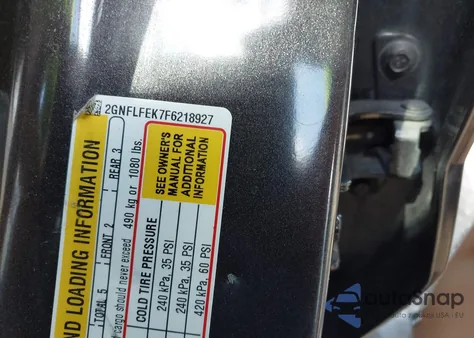 2GNFLFEK7F6218927
ND LOADING INFORMATION
TOTAL 5 FRONT 2 REAR 3
cargo should never exceed 490 kg or 1080 lbs.
COLD TIRE PRESSURE
240 kPa, 35 PSI
240 kPa, 35 PSI
420 kPa, 60 PSI
SEE OWNER'S
MANUAL FOR
ADDITIONAL
INFORMATION
autoSnap